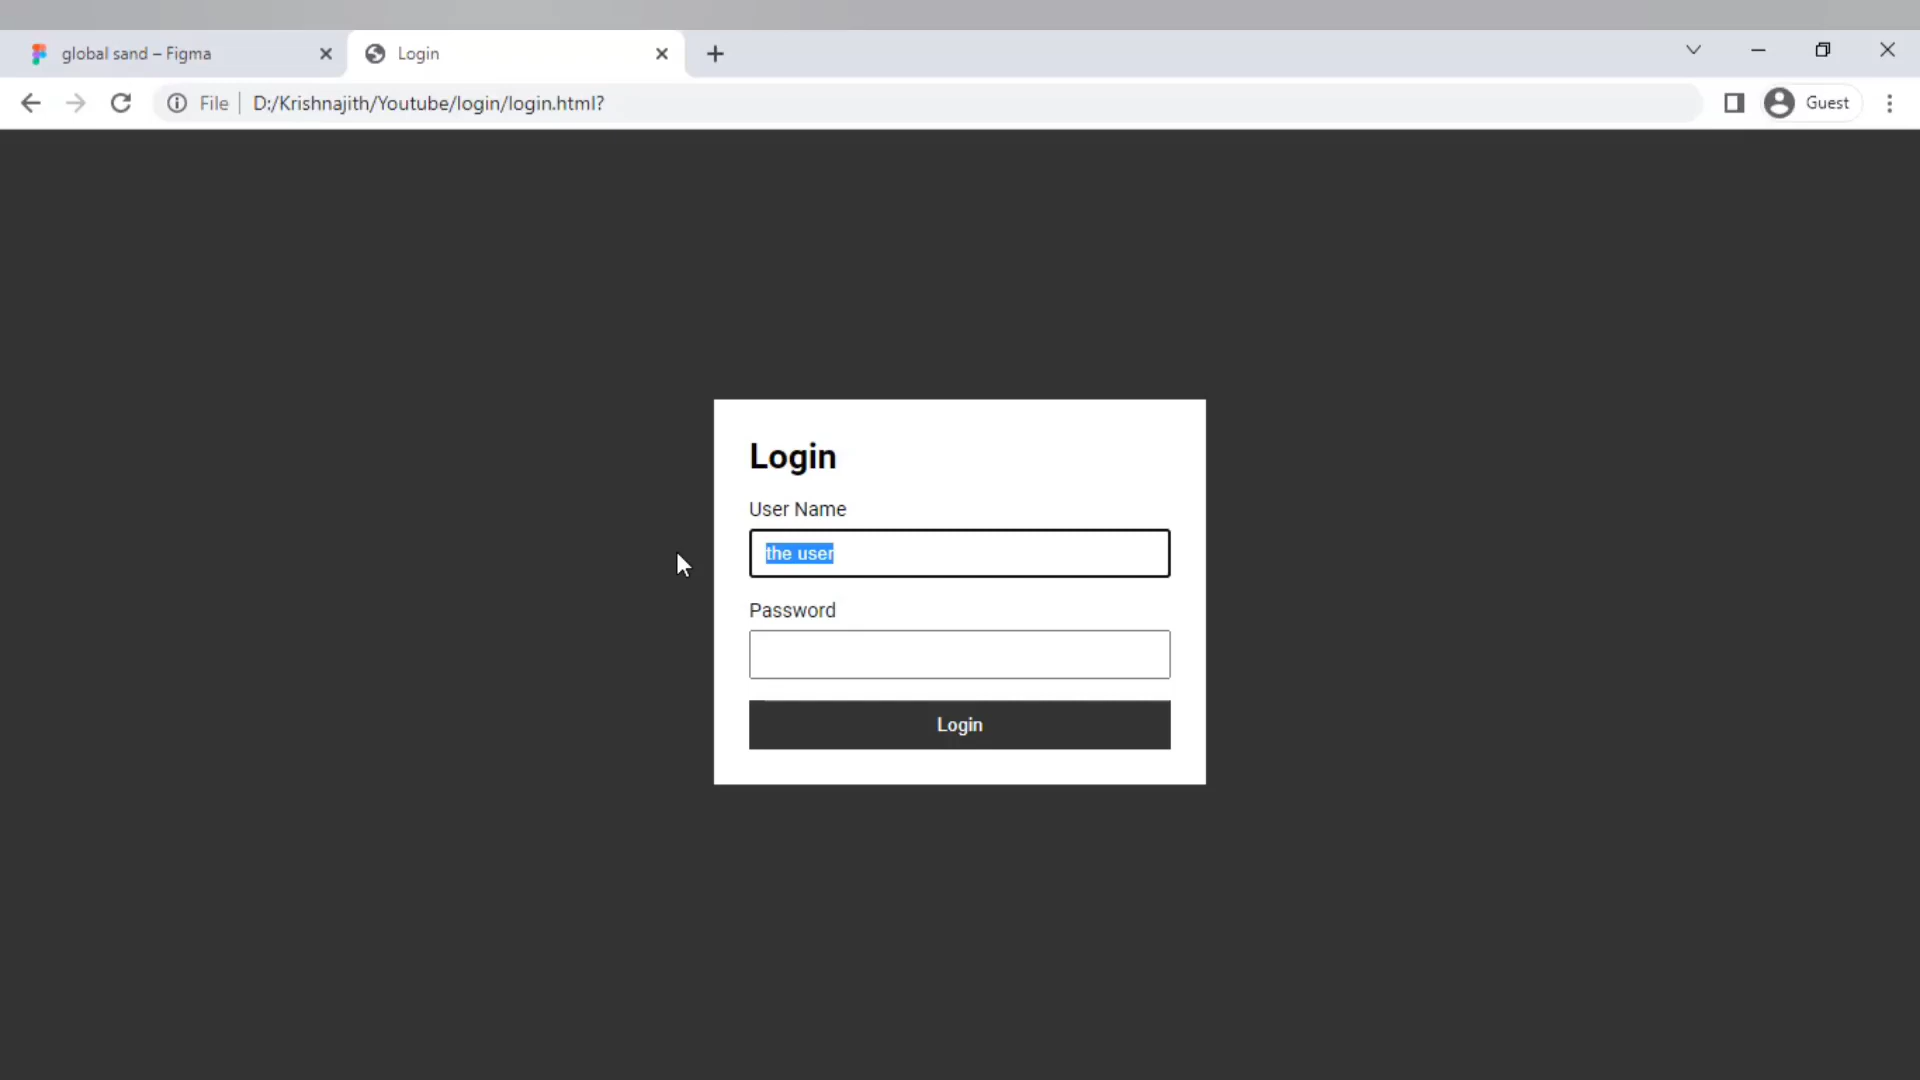 global sand – Figma
Login
File
D:/Krishnajith/Youtube/login/login.html?
Guest
Login
User Name
the user
Password
Login